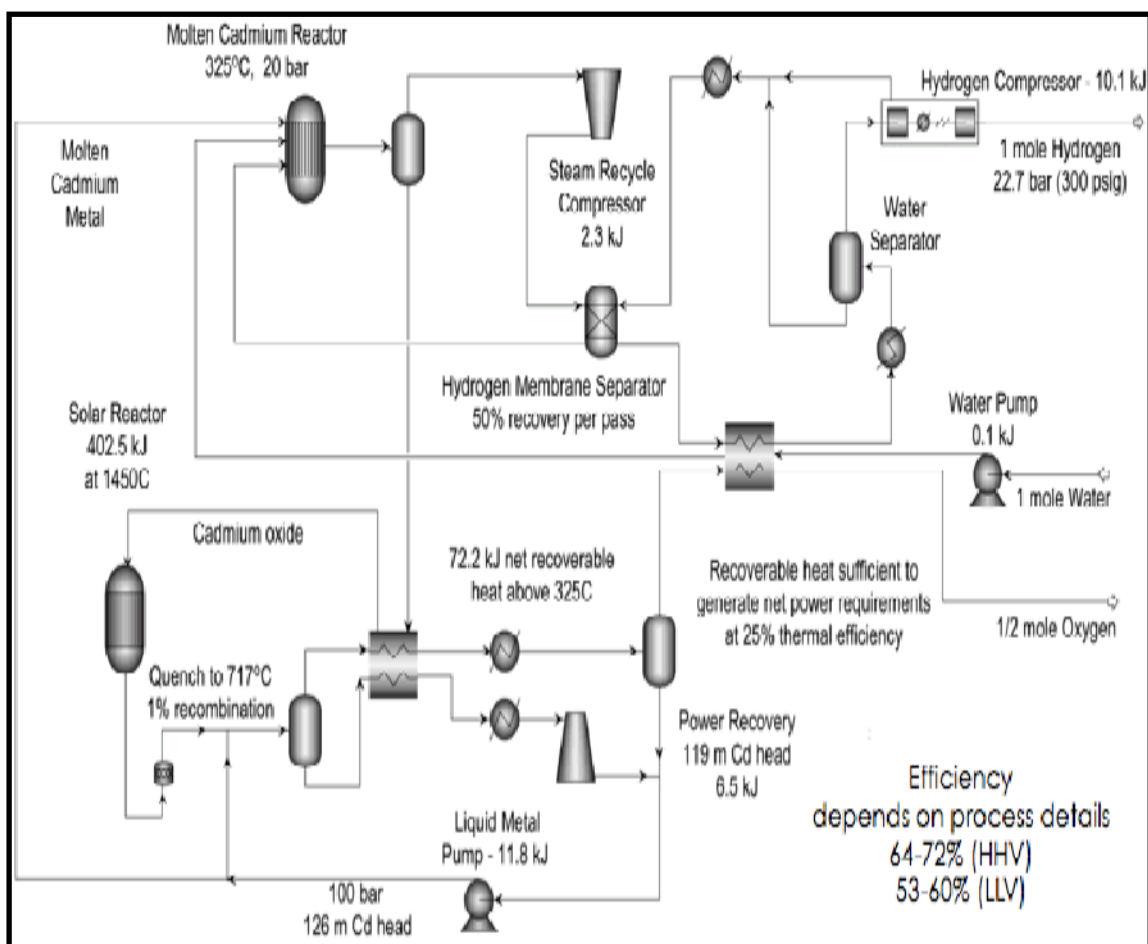 Molten Cadmium Reactor
325ºC, 20 bar
Hydrogen Compressor - 10.1 kJ
1 mole Hydrogen
22.7 bar (300 psig)
Molten
Cadmium
Metal
Steam Recycle
Compressor
2.3 kJ
Water
Separator
Hydrogen Membrane Separator
50% recovery per pass
Water Pump
0.1 kJ
1 mole Water
Solar Reactor
402.5 kJ
at 1450C
Cadmium oxide
72.2 kJ net recoverable
heat above 325C
Recoverable heat sufficient to
generate net power requirements
at 25% thermal efficiency
1/2 mole Oxygen
Quench to 717ºC
1% recombination
Power Recovery
119 m Cd head
6.5 kJ
Liquid Metal
Pump - 11.8 kJ
100 bar
126 m Cd head
Efficiency
depends on process details
64-72% (HHV)
53-60% (LLV)